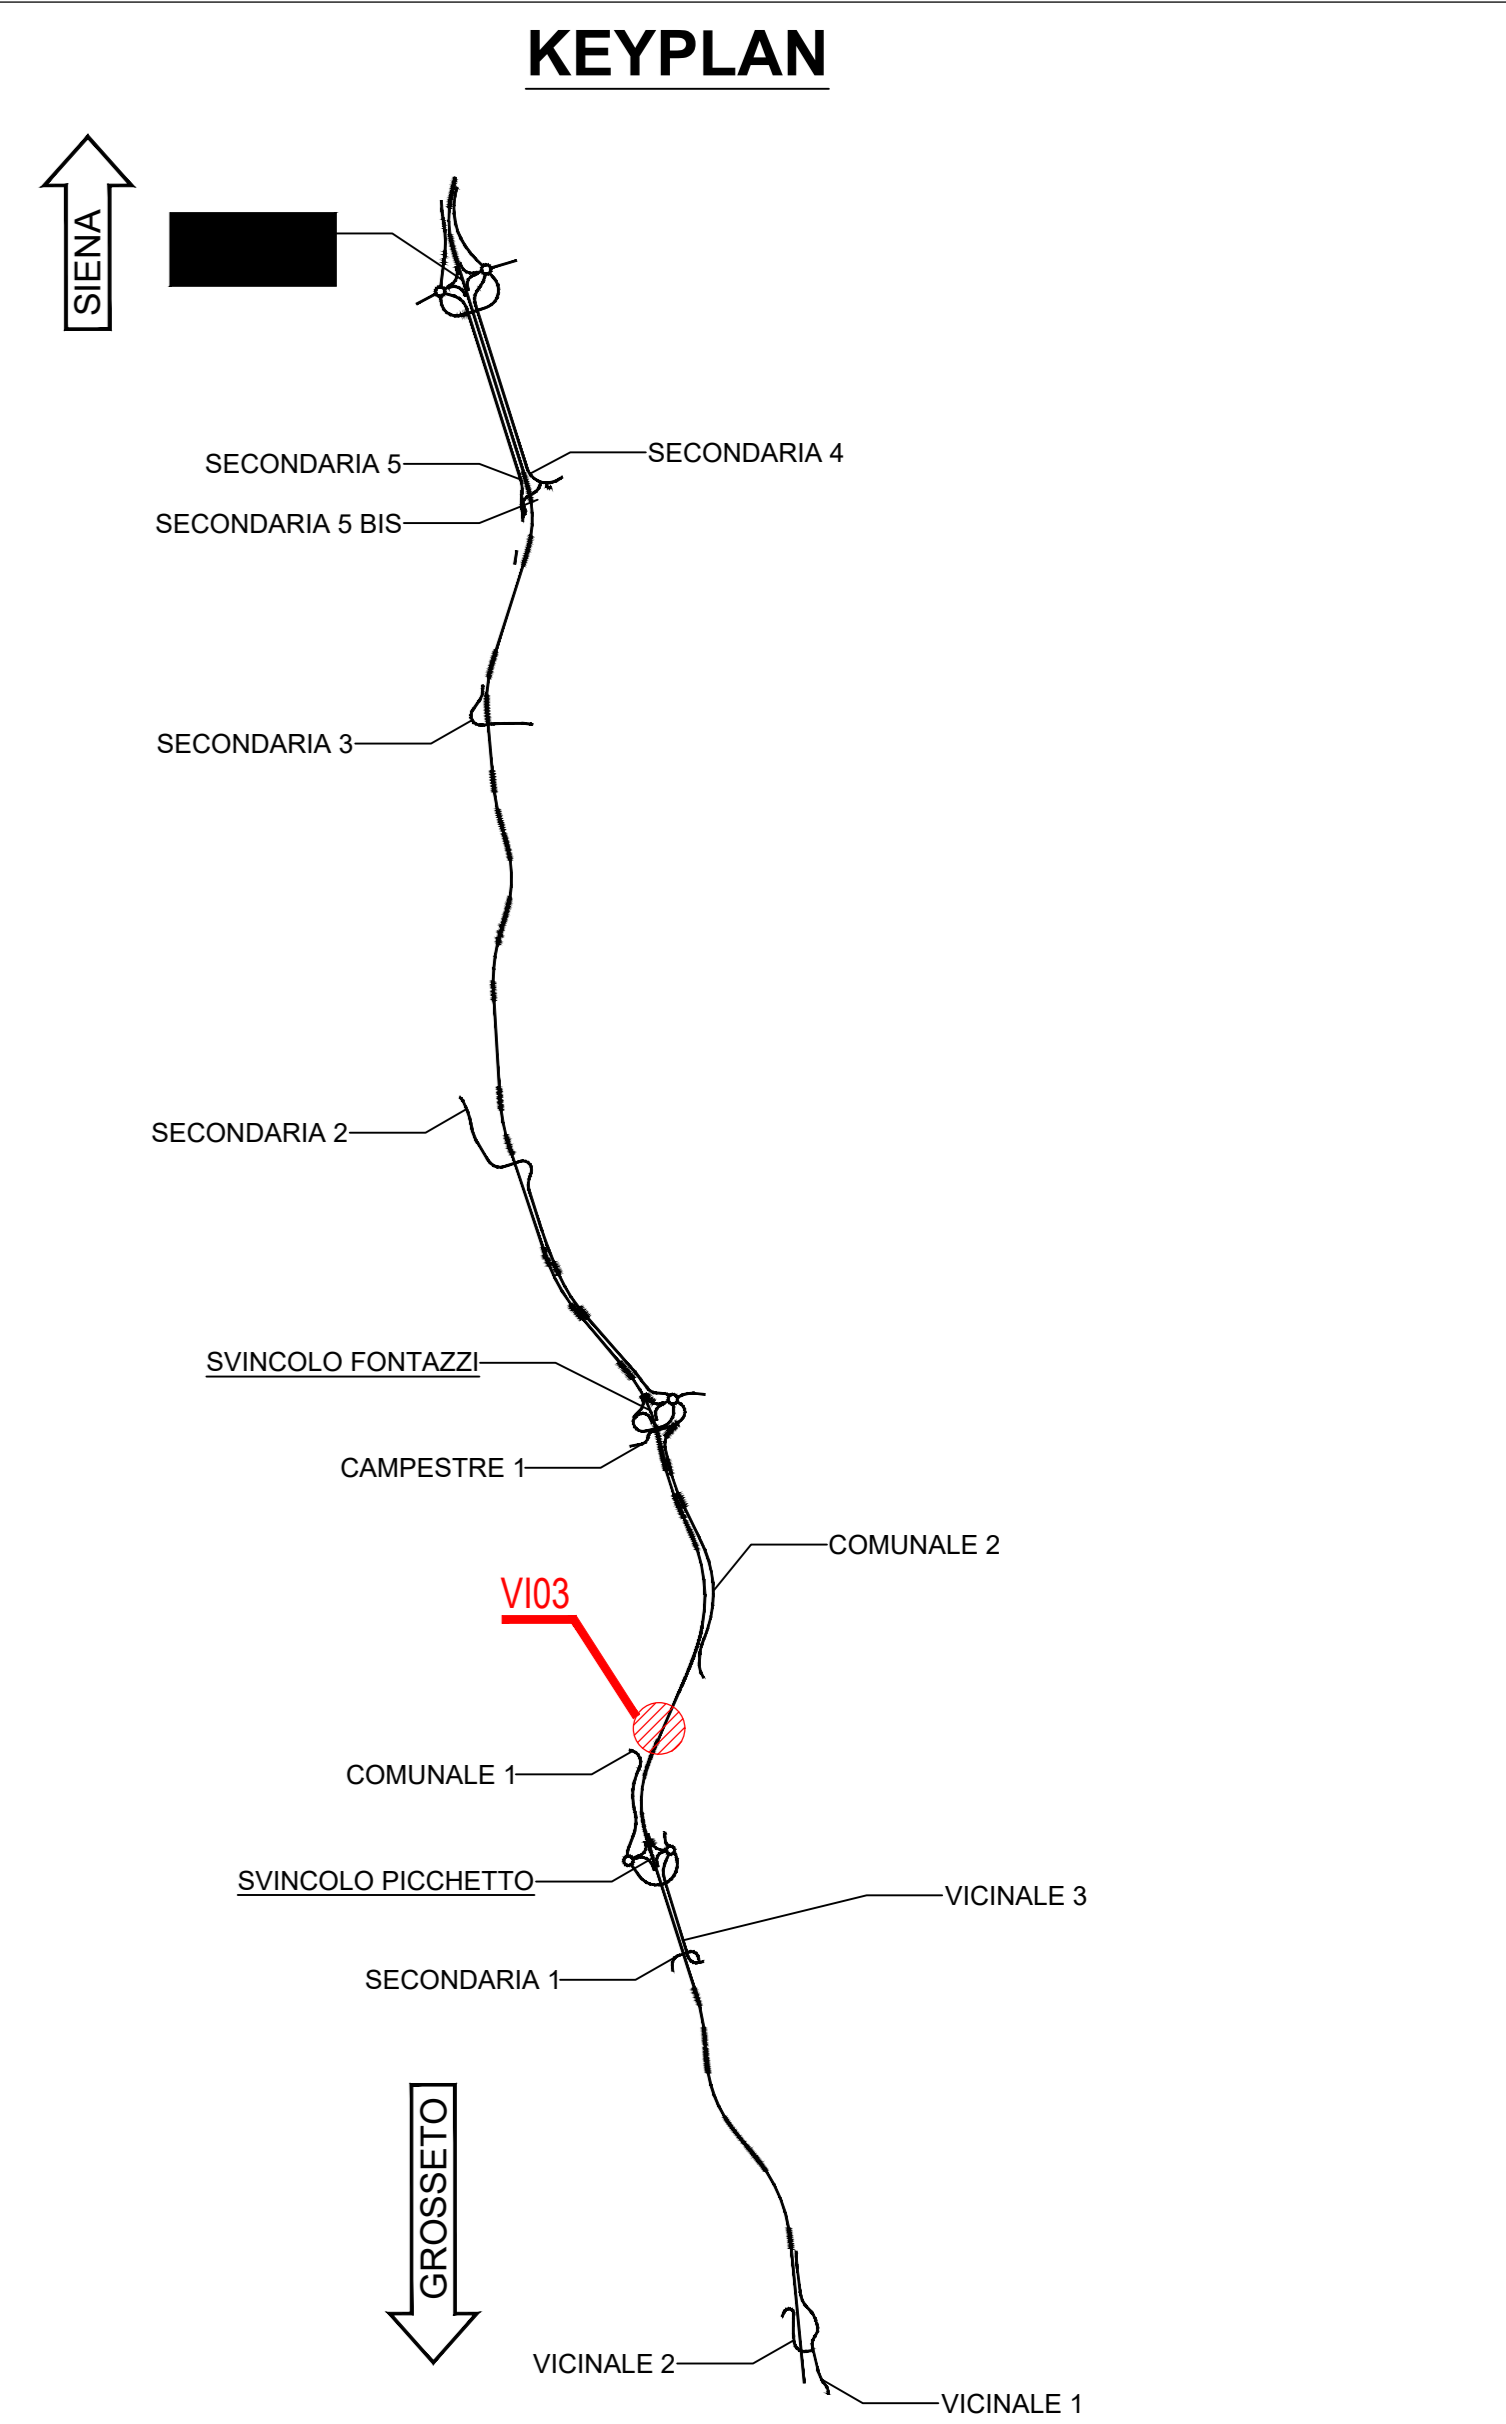 KEYPLAN
SIENA
SECONDARIA 4
SECONDARIA 5
SECONDARIA 5 BIS
SECONDARIA 3
SECONDARIA 2
SVINCOLO FONTAZZI
CAMPESTRE 1
COMUNALE 2
VI03
COMUNALE 1
SVINCOLO PICCHETTO
VICINALE 3
SECONDARIA 1
GROSSETO
VICINALE 2
VICINALE 1